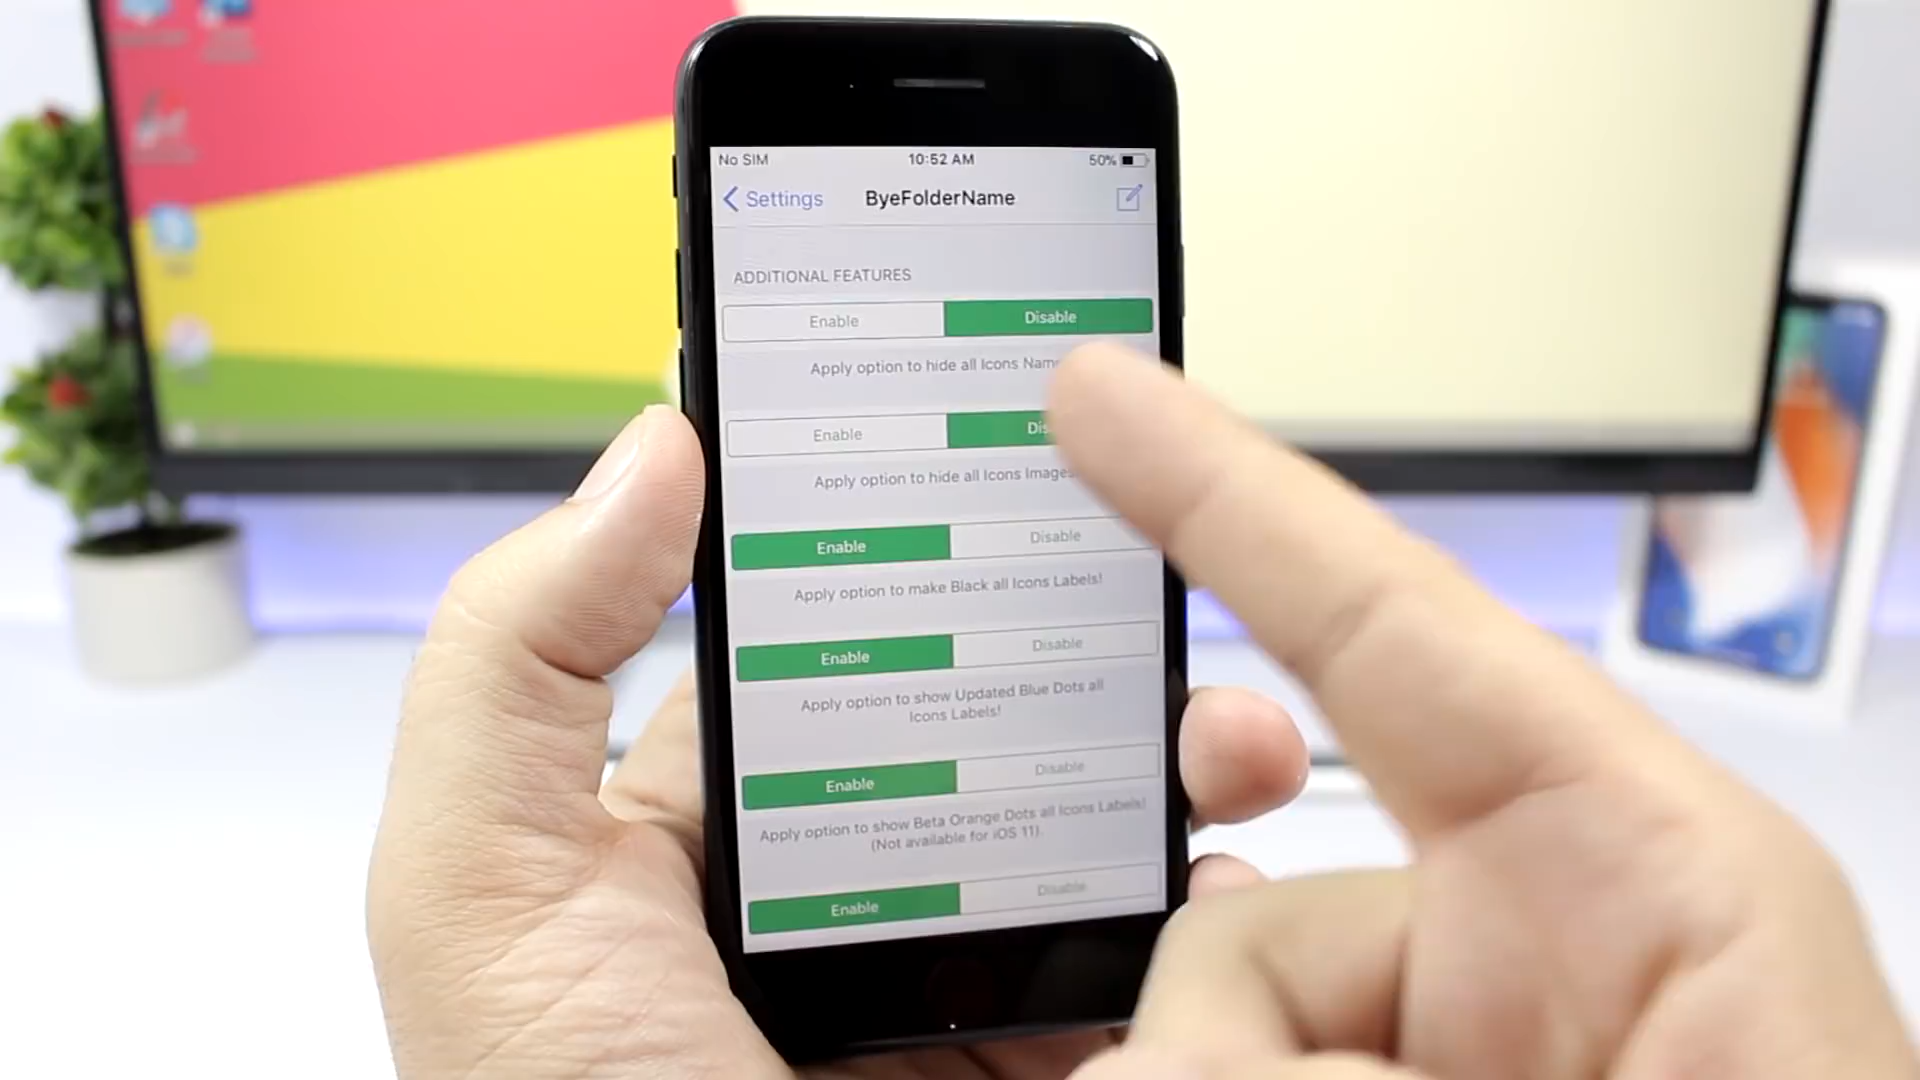 No SIM 10:52 AM 50%
Settings ByeFolderName
ADDITIONAL FEATURES
Enable Disable
Apply option to hide all Icons
Enable
Apply option to hide all Icons Images
Enable Disable
Apply option to make Black all Icons Labels!
Enable Disable
Apply option to show Updated Blue Dots all
Icons Labels!
Enable Disable
Apply option to show Beta Orange Dots all Icons Labels!
(Not available for iOS 11).
Enable Disable